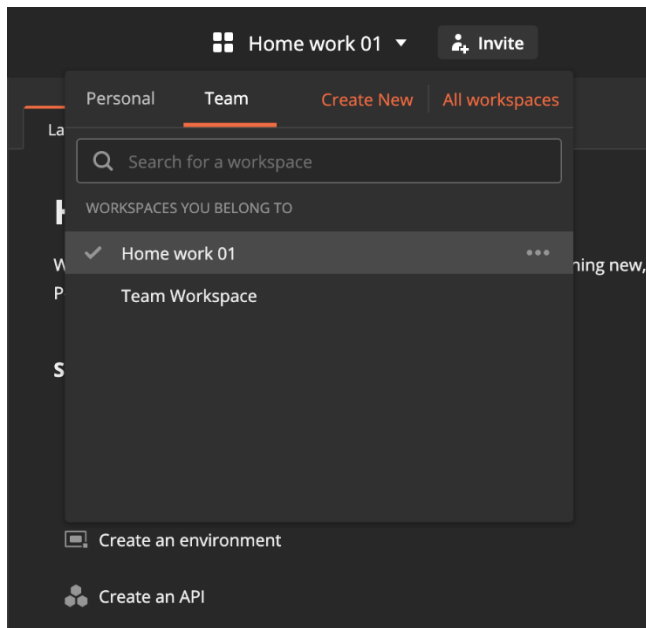 Home work 01 Invite
Personal Team Create New All workspaces
La
Search for a workspace
WORKSPACES YOU BELONG TO
Home work 01
ning new,
Team Workspace
Create an environment
Create an API